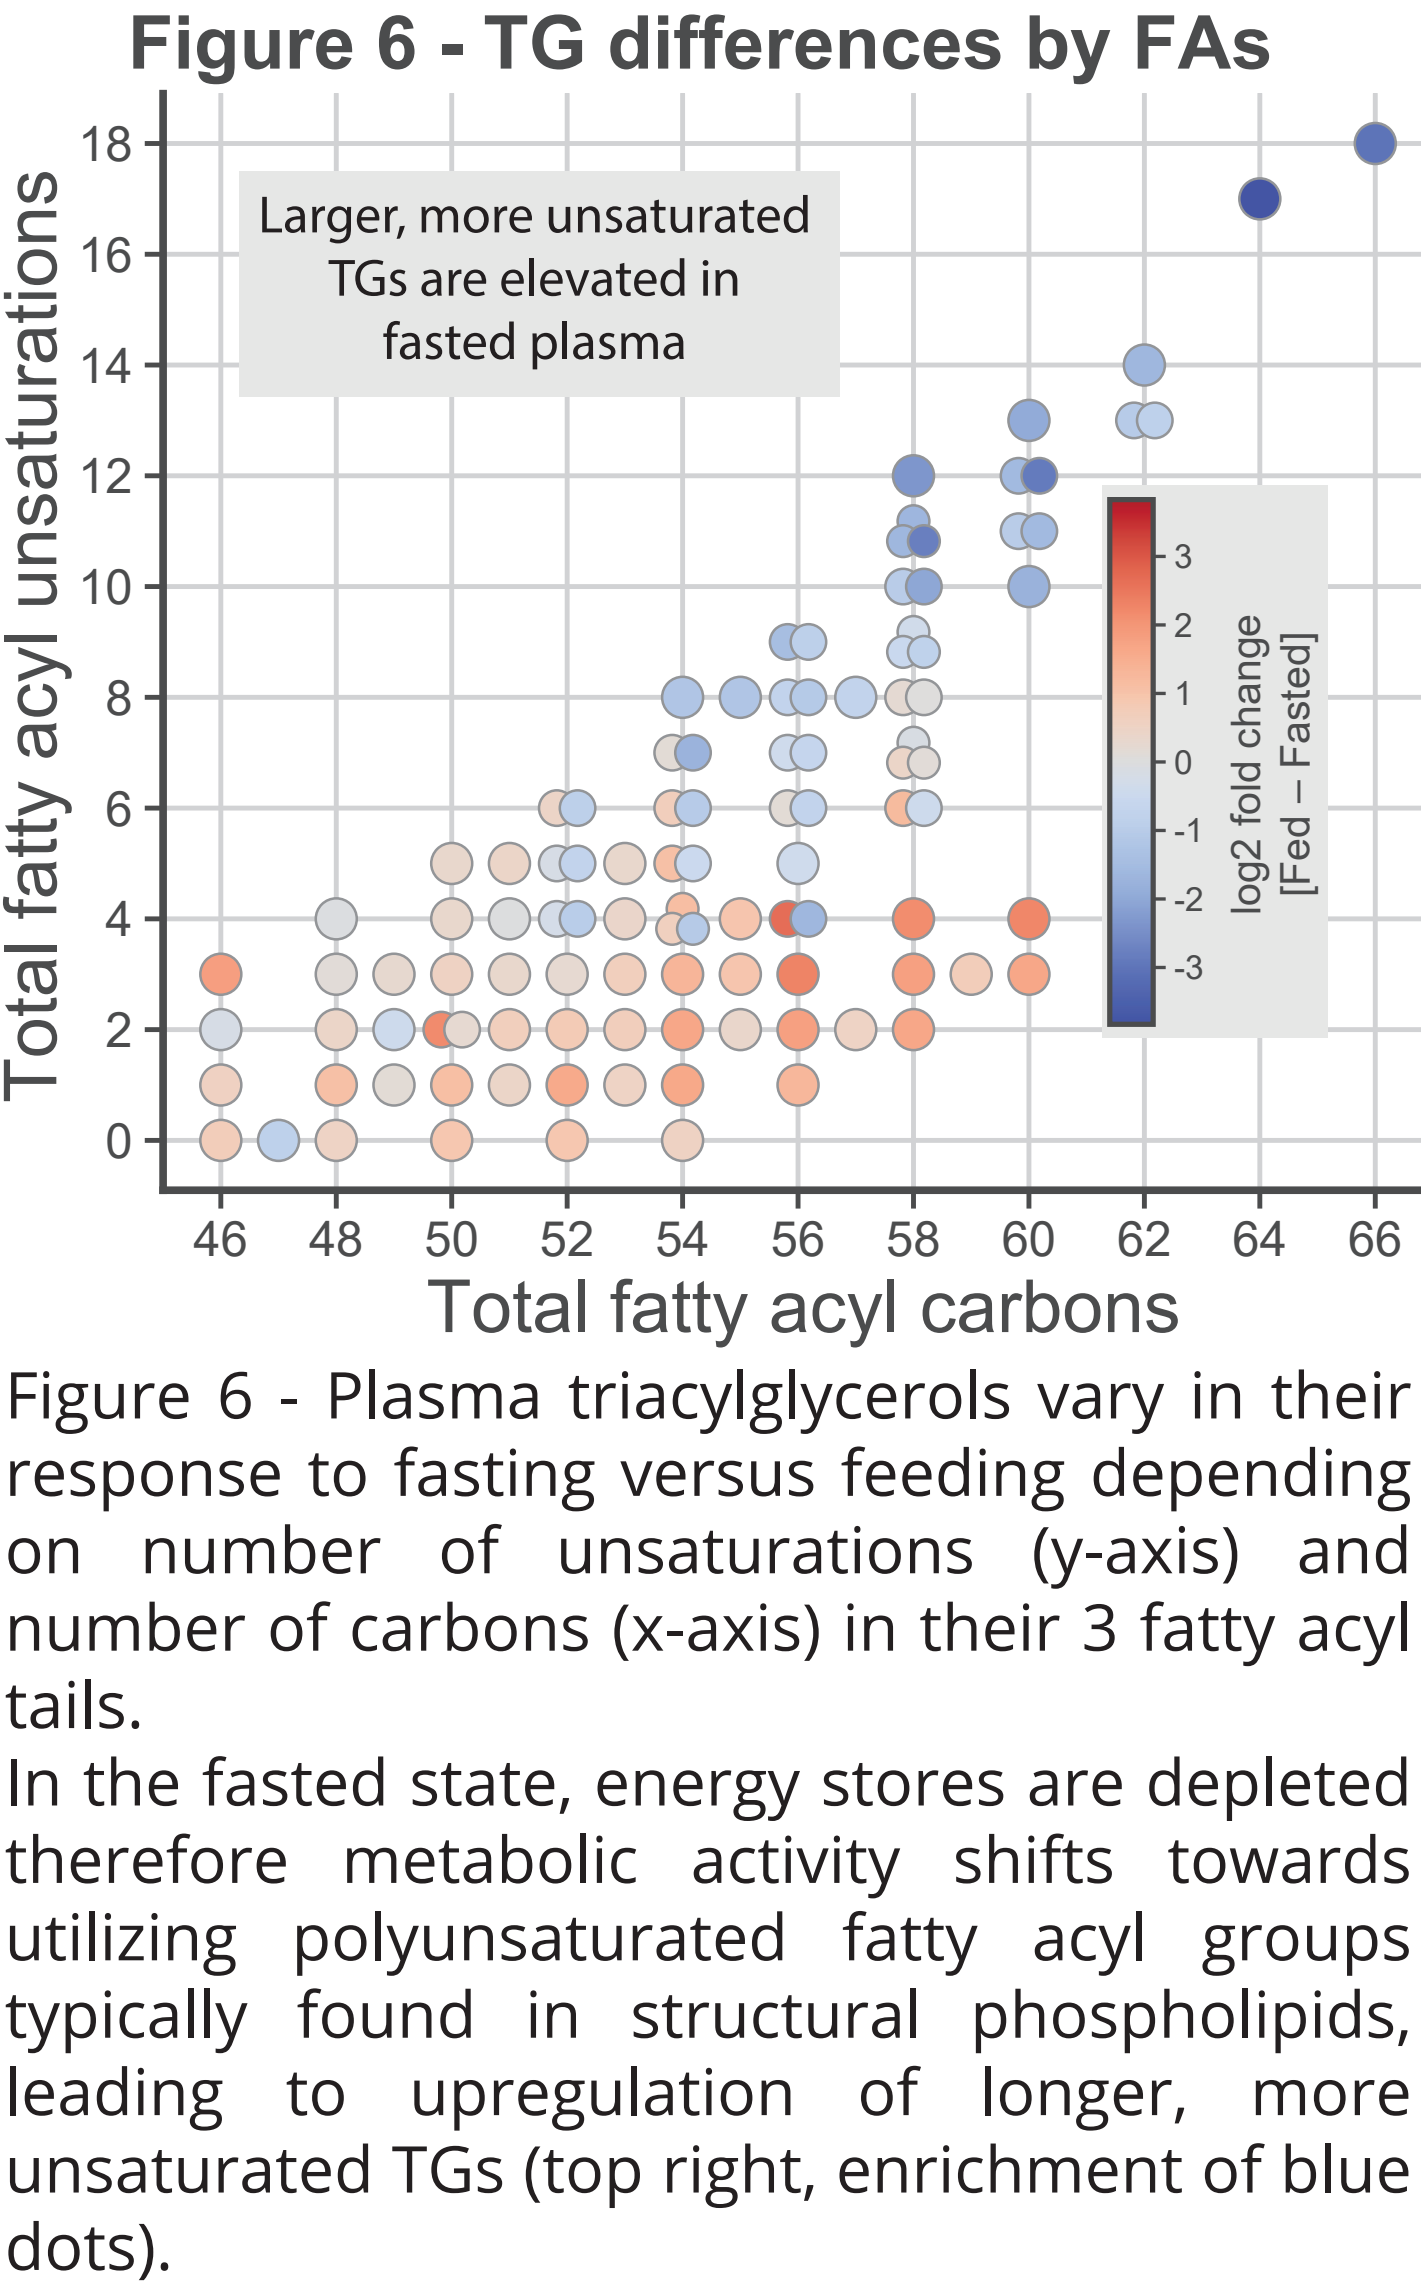 Figure 6 - TG differences by FAs
Total fatty acyl unsaturations
18
16
14
12
10
8
6
4
2
0
Larger, more unsaturated
TGs are elevated in
fasted plasma
3
2
1
0
-1
-2
-3
log2 fold change
[Fed – Fasted]
46 48 50 52 54 56 58 60 62 64 66
Total fatty acyl carbons
Figure 6 - Plasma triacylglycerols vary in their
response to fasting versus feeding depending
on number of unsaturations (y-axis) and
number of carbons (x-axis) in their 3 fatty acyl
tails.
In the fasted state, energy stores are depleted
therefore metabolic activity shifts towards
utilizing polyunsaturated fatty acyl groups
typically found in structural phospholipids,
leading to upregulation of longer, more
unsaturated TGs (top right, enrichment of blue
dots).